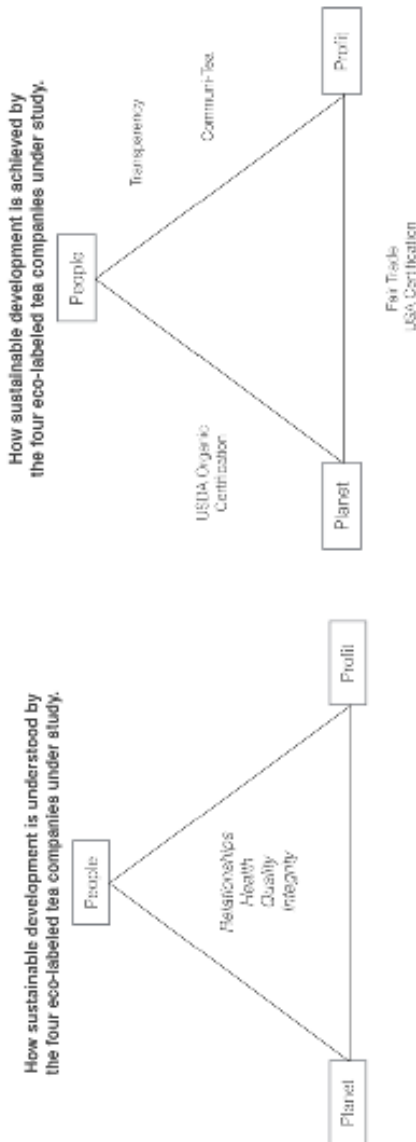 How sustainable development is understood by
the four eco-labeled tea companies under study.
People
Relationships
Health
Quality
Integrity
Planet
Profit
How sustainable development is achieved by
the four eco-labeled tea companies under study.
People
Transparency
USDA Organic
Certification
Communi-Tea
Planet
Profit
Fair Trade
USA Certification